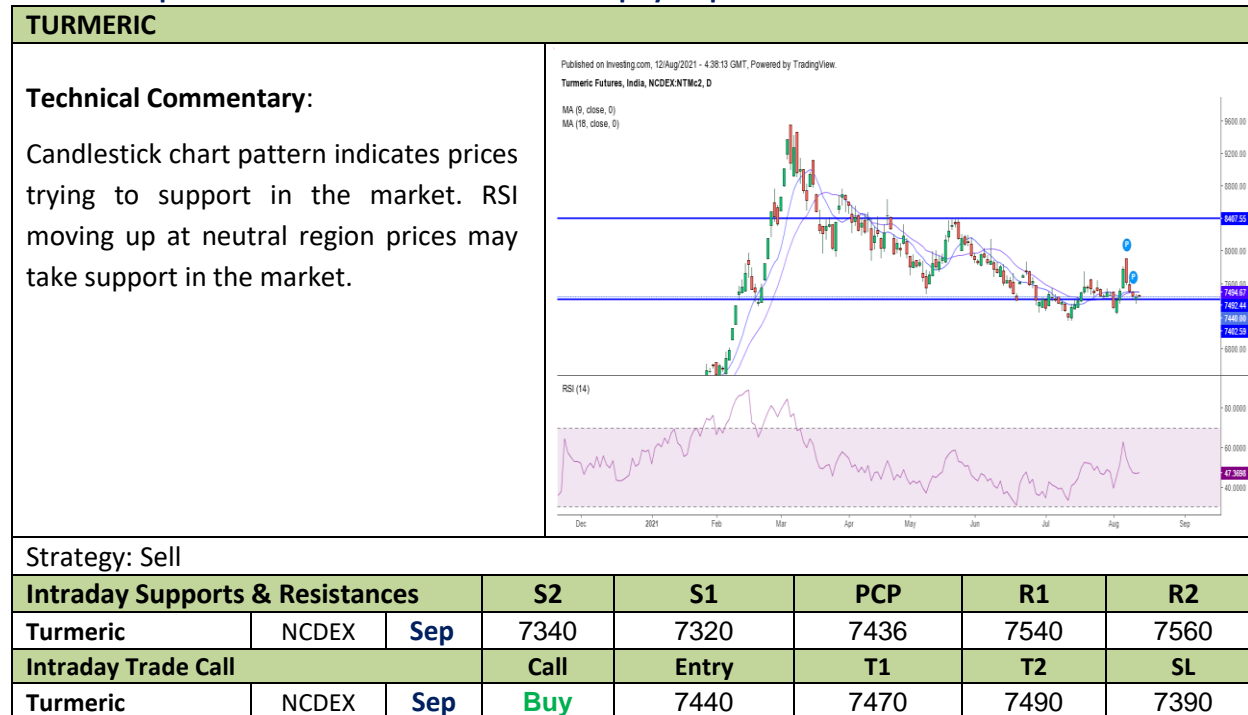 TURMERIC
Technical Commentary:
Candlestick chart pattern indicates prices
trying to support in the market. RSI
moving up at neutral region prices may
take support in the market.
Published on Investing.com, 12/Aug/2021 - 4:38:13 GMT, Powered by TradingView.
Turmeric Futures, India, NCDEX:NTMc2, D
MA (9, close, 0)
MA (18, close, 0)
9600.00
9200.00
8800.00
8407.55
8000.00
7494.67
7492.44
7440.00
7402.59
6800.00
P
P
RSI (14)
80.0000
60.0000
47.3698
40.0000
Dec 2021 Feb Mar Apr May Jun Jul Aug Sep
Strategy: Sell
Intraday Supports & Resistances S2 S1 PCP R1 R2
Turmeric NCDEX Sep 7340 7320 7436 7540 7560
Intraday Trade Call Call Entry T1 T2 SL
Turmeric NCDEX Sep Buy 7440 7470 7490 7390